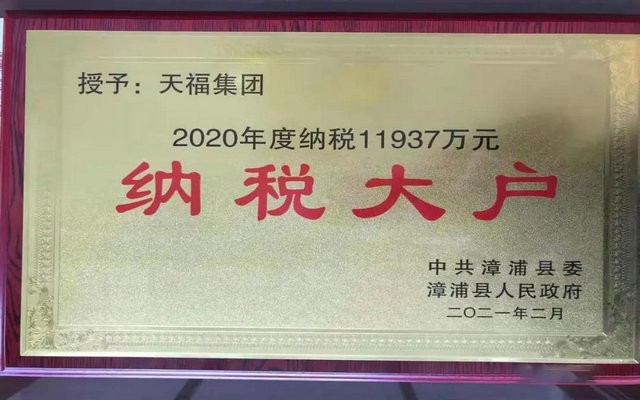 授予：天福集团
2020年度纳税11937万元
纳税大户
中共漳浦县委
漳浦县人民政府
二〇二一年二月